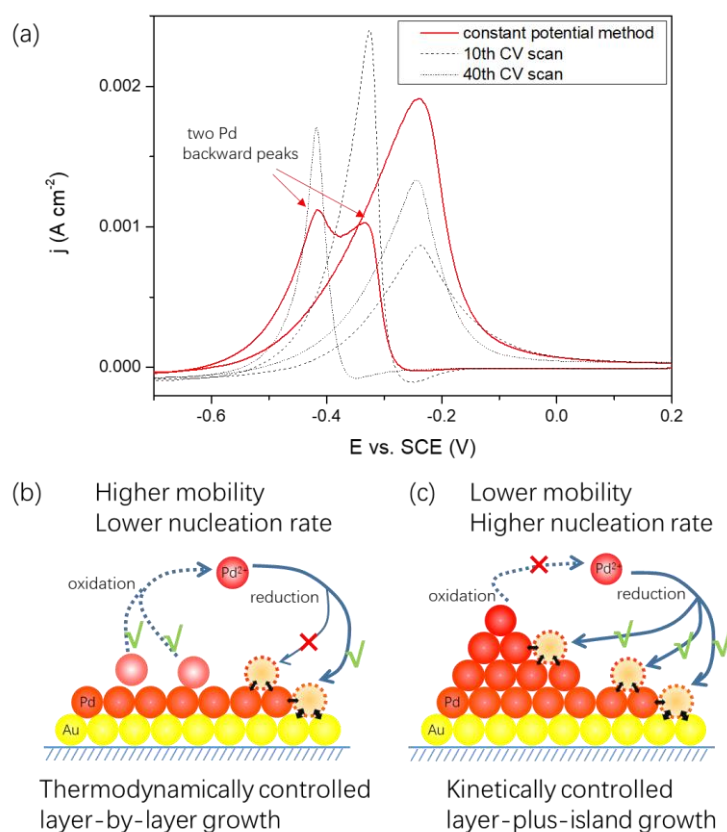 (a)
constant potential method
10th CV scan
40th CV scan
two Pd
backward peaks
0.002
0.001
0.000
j (A cm⁻²)
-0.6
-0.4
-0.2
0.0
0.2
E vs. SCE (V)
(b)
Higher mobility
Lower nucleation rate
oxidation
Pd²⁺
reduction
Pd
Au
Thermodynamically controlled
layer-by-layer growth
(c)
Lower mobility
Higher nucleation rate
oxidation
Pd²⁺
reduction
Pd
Au
Kinetically controlled
layer-plus-island growth